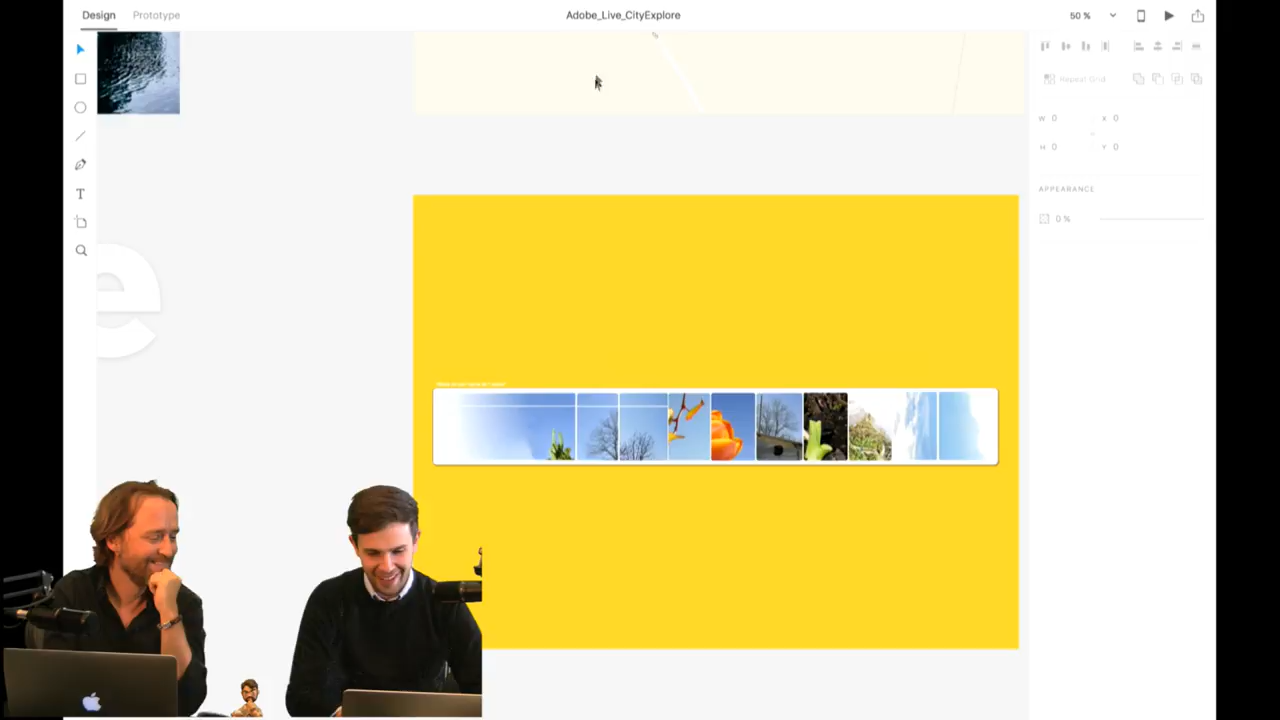 Design
Prototype
Adobe_Live_CityExplore
50 %
T
Repeat Grid
W 0
X 0
H 0
Y 0
e
APPEARANCE
0 %